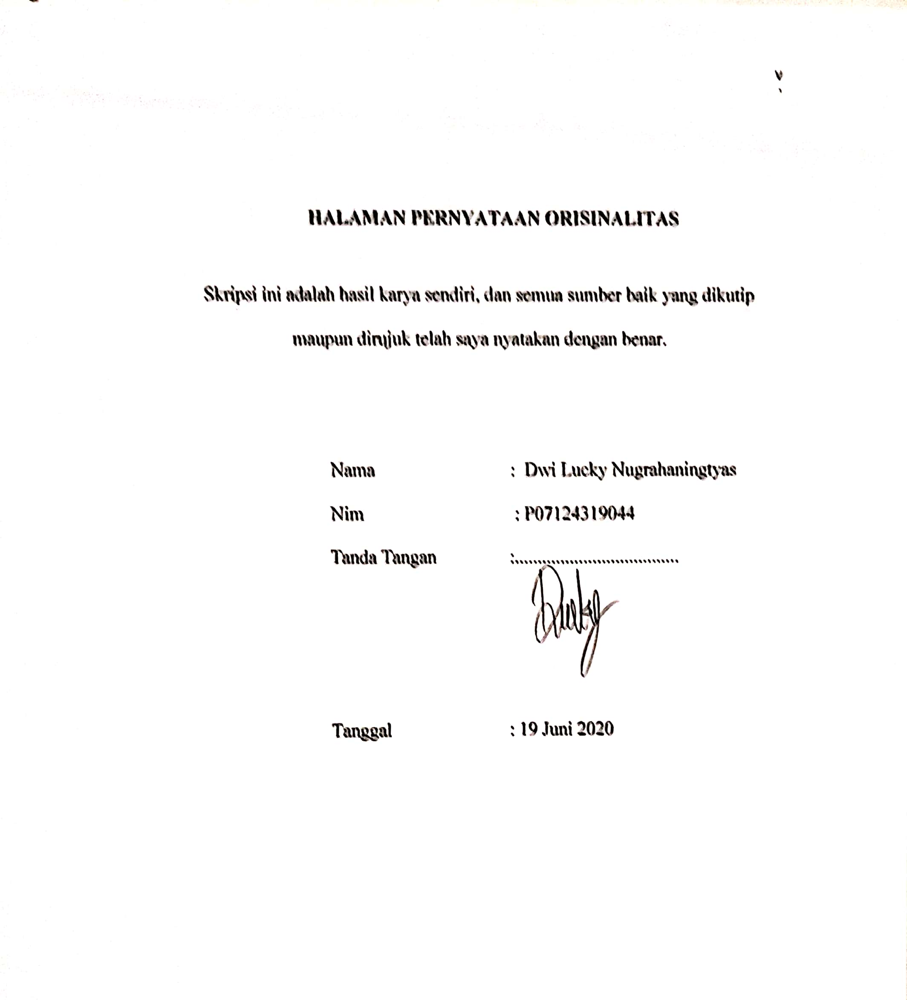 HALAMAN PERNYATAAN ORISINALITAS
Skripsi ini adalah hasil karya sendiri, dan semua sumber baik yang dikutip
maupun dirujuk telah saya nyatakan dengan benar.
Nama : Dwi Lucky Nugrahaningtyas
Nim : P07124319044
Tanda Tangan :....................................
Tanggal : 19 Juni 2020